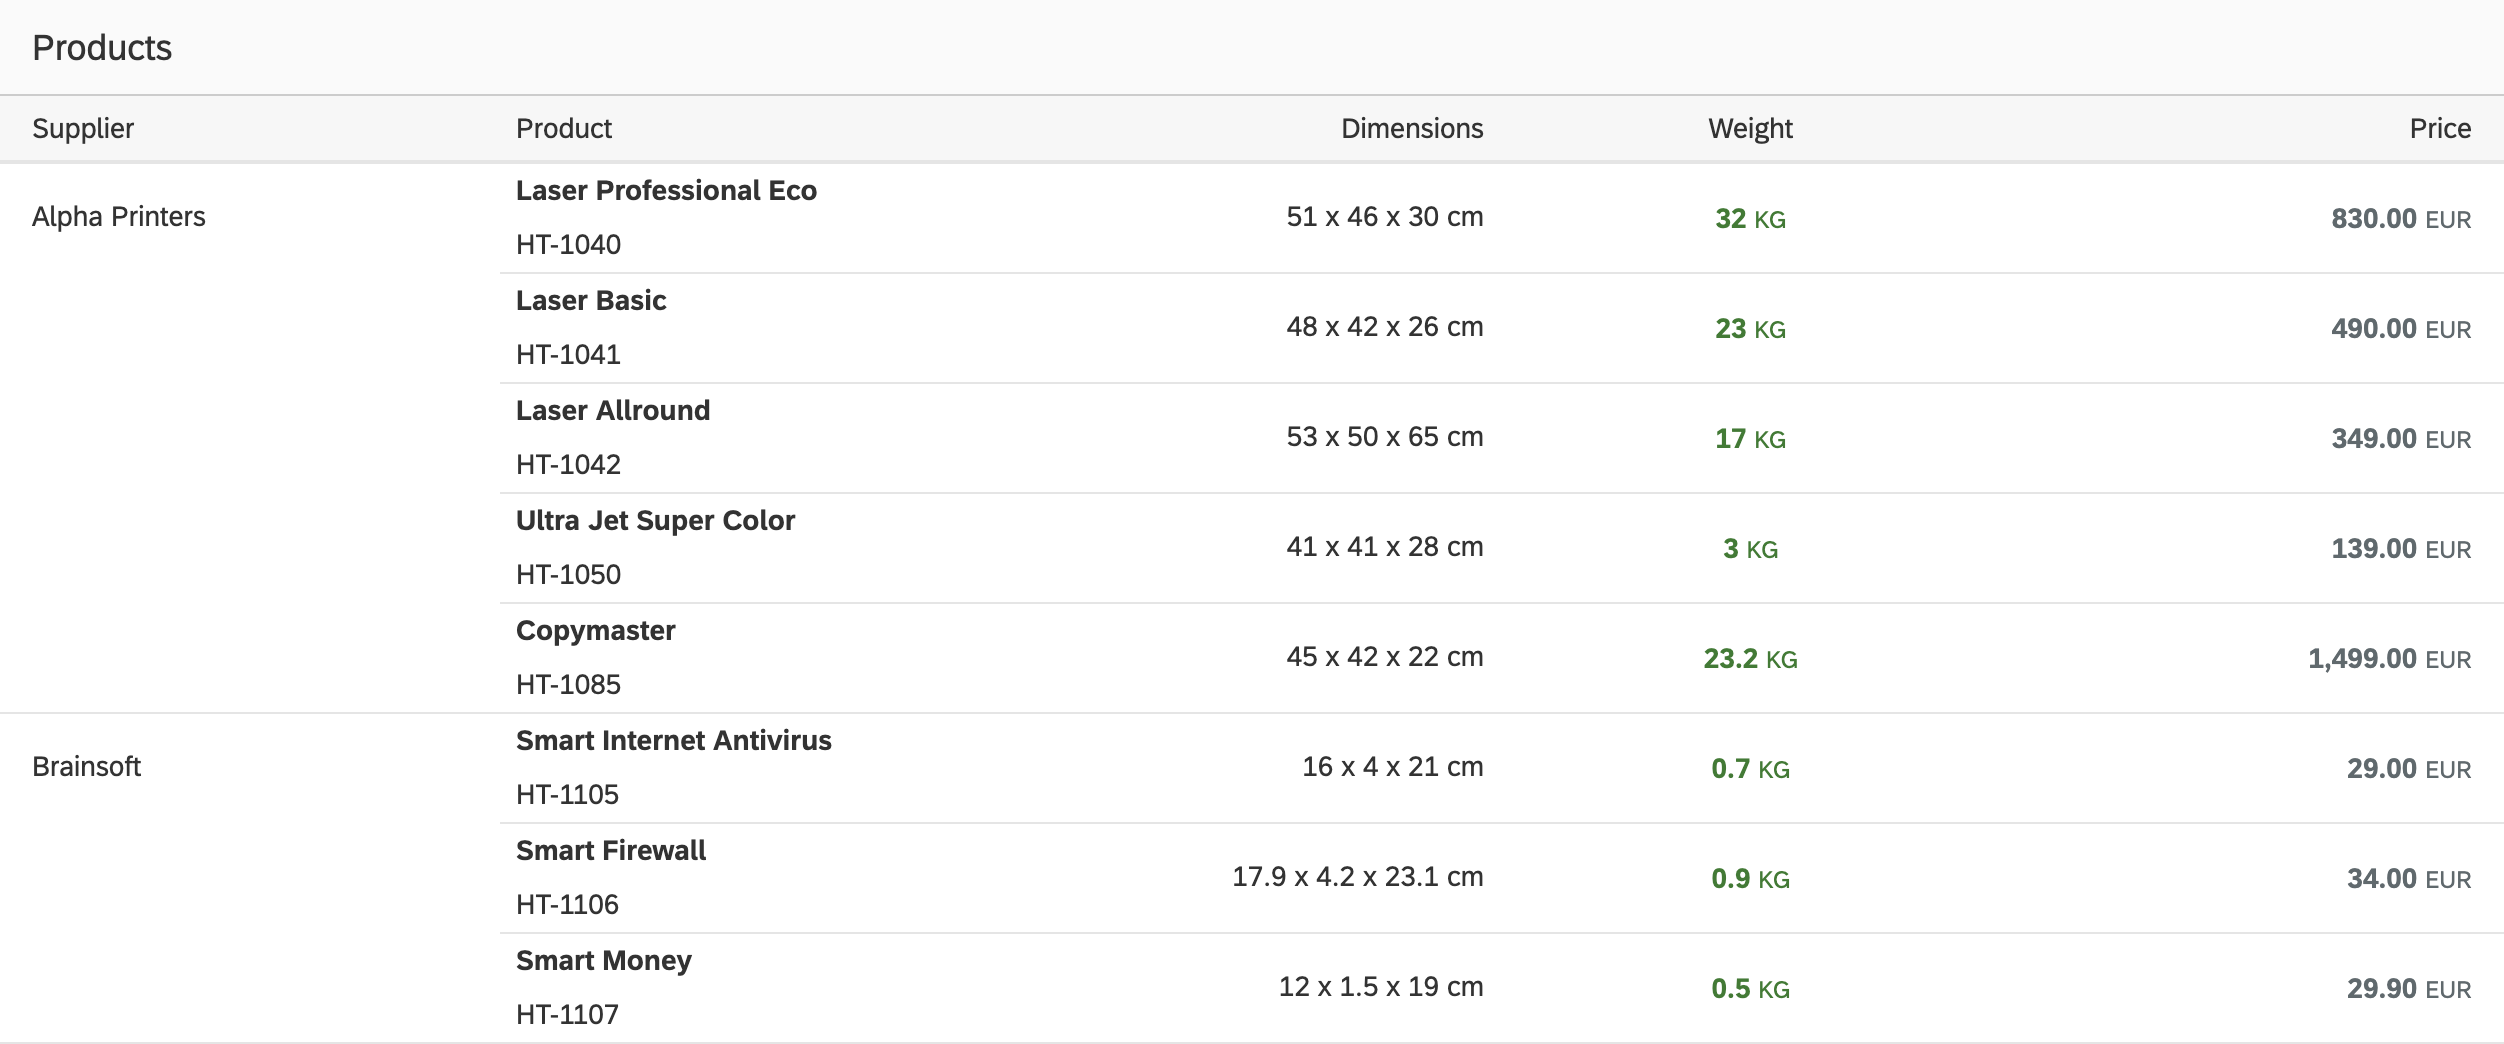 Products
Supplier Product Dimensions Weight Price
Alpha Printers Laser Professional Eco 51 x 46 x 30 cm 32 KG 830.00 EUR
HT-1040
Laser Basic 48 x 42 x 26 cm 23 KG 490.00 EUR
HT-1041
Laser Allround 53 x 50 x 65 cm 17 KG 349.00 EUR
HT-1042
Ultra Jet Super Color 41 x 41 x 28 cm 3 KG 139.00 EUR
HT-1050
Copymaster 45 x 42 x 22 cm 23.2 KG 1,499.00 EUR
HT-1085
Brainsoft Smart Internet Antivirus 16 x 4 x 21 cm 0.7 KG 29.00 EUR
HT-1105
Smart Firewall 17.9 x 4.2 x 23.1 cm 0.9 KG 34.00 EUR
HT-1106
Smart Money 12 x 1.5 x 19 cm 0.5 KG 29.90 EUR
HT-1107